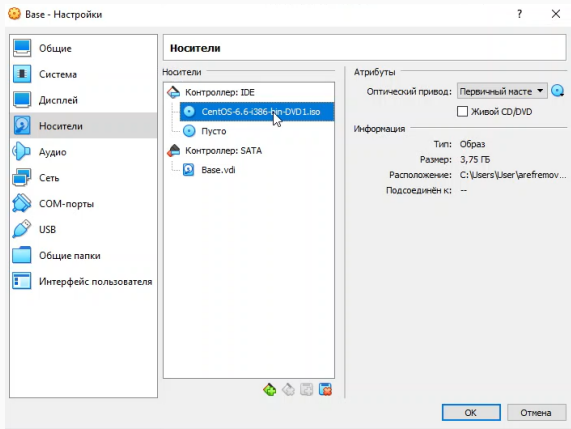 Base - Настройки
? ×
Общие
Система
Дисплей
Носители
Аудио
Сеть
COM-порты
USB
Общие папки
Интерфейс пользователя
Носители
Носители
Контроллер: IDE
CentOS-6.6-i386-bin-DVD1.iso
Пусто
Контроллер: SATA
Base.vdi
Атрибуты
Оптический привод: Первичный масте
Живой CD/DVD
Информация
Тип: Образ
Размер: 3,75 ГБ
Расположение: C:\Users\User\arefremov...
Подсоединён к: --
OK Отмена